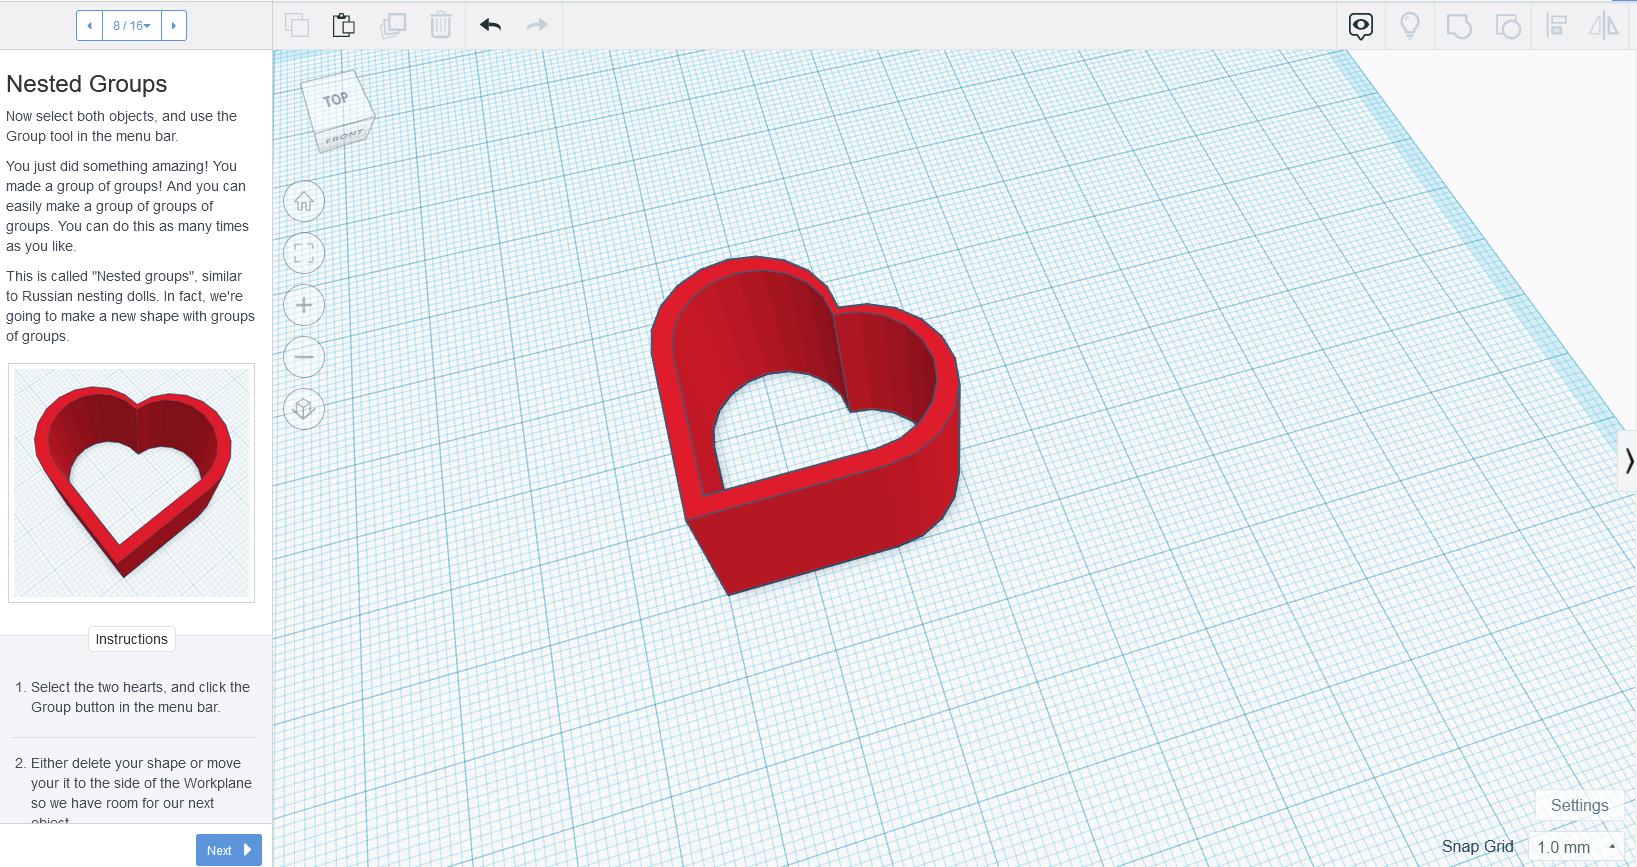 8 / 16
Nested Groups
Now select both objects, and use the
Group tool in the menu bar.
You just did something amazing! You
made a group of groups! And you can
easily make a group of groups of
groups. You can do this as many times
as you like.
This is called "Nested groups", similar
to Russian nesting dolls. In fact, we're
going to make a new shape with groups
of groups.
Instructions
1. Select the two hearts, and click the
Group button in the menu bar.
2. Either delete your shape or move
your it to the side of the Workplane
so we have room for our next
object
Next
TOP
FRONT
Settings
Snap Grid 1.0 mm